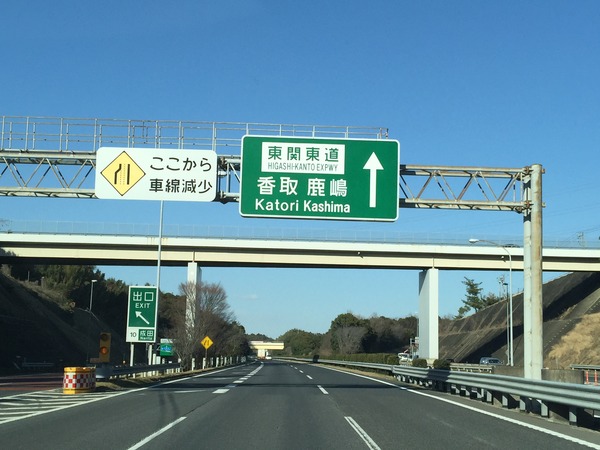 ここから
車線減少
東関東道
HIGASHI-KANTO EXPWY
香取 鹿嶋
Katori Kashima
出口
EXIT
10 成田
Narita